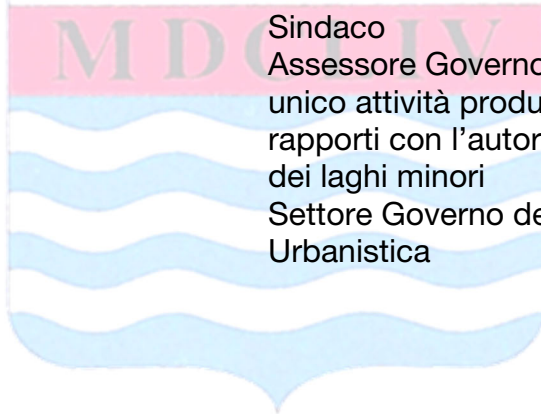 MDCLIV
Sindaco
Assessore Governo
unico attività produ
rapporti con l’autor
dei laghi minori
Settore Governo de
Urbanistica